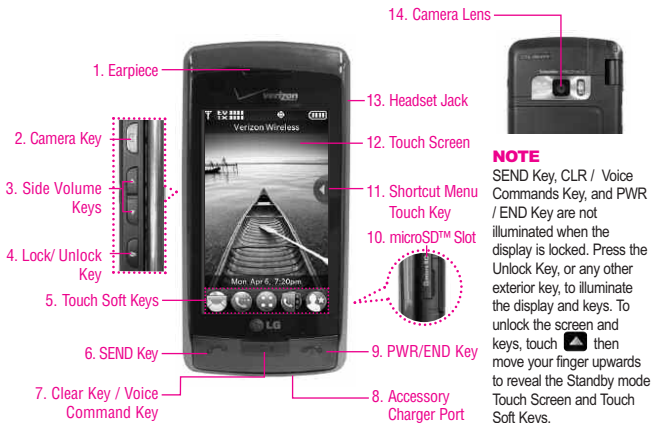 14. Camera Lens
1. Earpiece
verizon
13. Headset Jack
EV
1X
Verizon Wireless
2. Camera Key
12. Touch Screen
NOTE
SEND Key, CLR / Voice
Commands Key, and PWR
/ END Key are not
illuminated when the
display is locked. Press the
Unlock Key, or any other
exterior key, to illuminate
the display and keys. To
unlock the screen and
keys, touch then
move your finger upwards
to reveal the Standby mode
Touch Screen and Touch
Soft Keys.
3. Side Volume
Keys
11. Shortcut Menu
Touch Key
10. microSD™ Slot
4. Lock/ Unlock
Key
Mon Apr 6, 7:20pm
5. Touch Soft Keys
LG
6. SEND Key
9. PWR/END Key
7. Clear Key / Voice
Command Key
8. Accessory
Charger Port